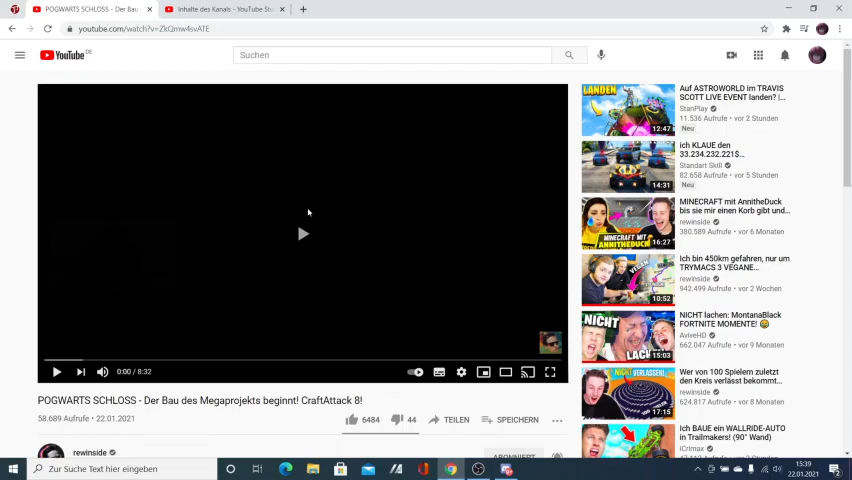 POGWARTS SCHLOSS - Der Bau
Inhalte des Kanals - YouTube Stu
youtube.com/watch?v=ZkQmw4svATE
YouTube DE
Suchen
LANDEN
12:47
Auf ASTROWORLD im TRAVIS
SCOTT LIVE EVENT landen? |...
StanPlay
11.536 Aufrufe • vor 2 Stunden
Neu
14:31
ich KLAUE den
33.234.232.221$...
Standart Skill
82.658 Aufrufe • vor 5 Stunden
Neu
MINECRAFT MIT
ANNITHEDUCK
16:27
MINECRAFT mit AnnitheDuck
bis sie mir einen Korb gibt und...
rewinside
380.589 Aufrufe • vor 6 Monaten
VEGAN
10:52
Ich bin 450km gefahren, nur um
TRYMACS 3 VEGANE...
rewinside
942.499 Aufrufe • vor 2 Wochen
NICHT
LACH
15:03
NICHT lachen: MontanaBlack
FORTNITE MOMENTE!
AviveHD
662.047 Aufrufe • vor 9 Monaten
NICHT VERLASSEN!
17:15
Wer von 100 Spielern zuletzt
den Kreis verlässt bekommt...
rewinside
624.817 Aufrufe • vor 8 Monaten
Ich BAUE ein WALLRIDE-AUTO
in Trailmakers! (90° Wand)
iCrimax
0:00 / 8:32
POGWARTS SCHLOSS - Der Bau des Megaprojekts beginnt! CraftAttack 8!
58.689 Aufrufe • 22.01.2021
6484
44
TEILEN
SPEICHERN
rewinside
ABONNIERT
Zur Suche Text hier eingeben
15:39
22.01.2021
2